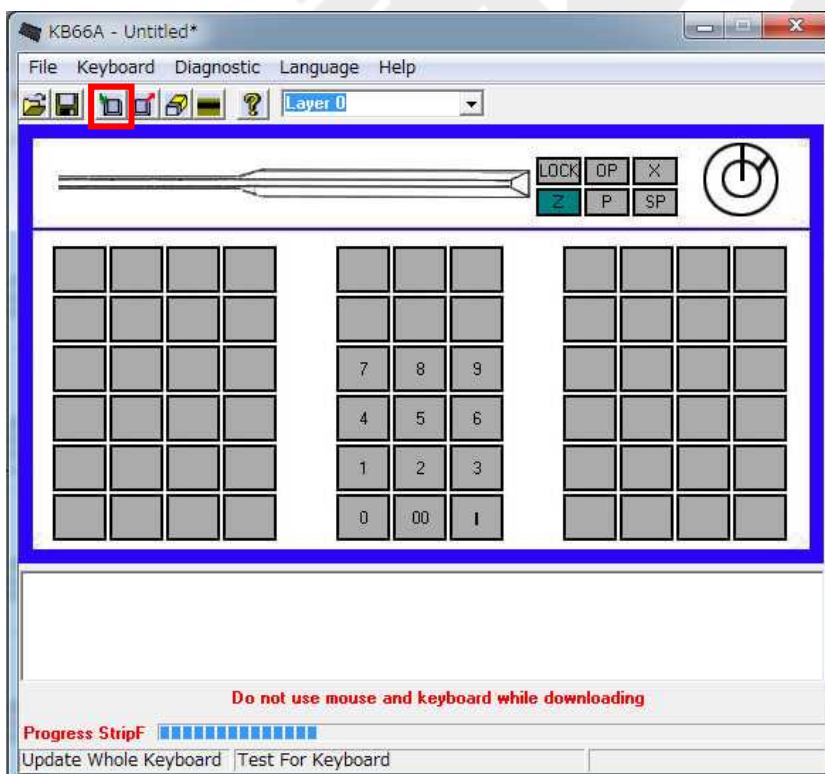 KB66A - Untitled*
File Keyboard Diagnostic Language Help
Layer 0
LOCK OP X
Z P SP
7 8 9
4 5 6
1 2 3
0 00 .
Do not use mouse and keyboard while downloading
Progress StripF
Update Whole Keyboard Test For Keyboard